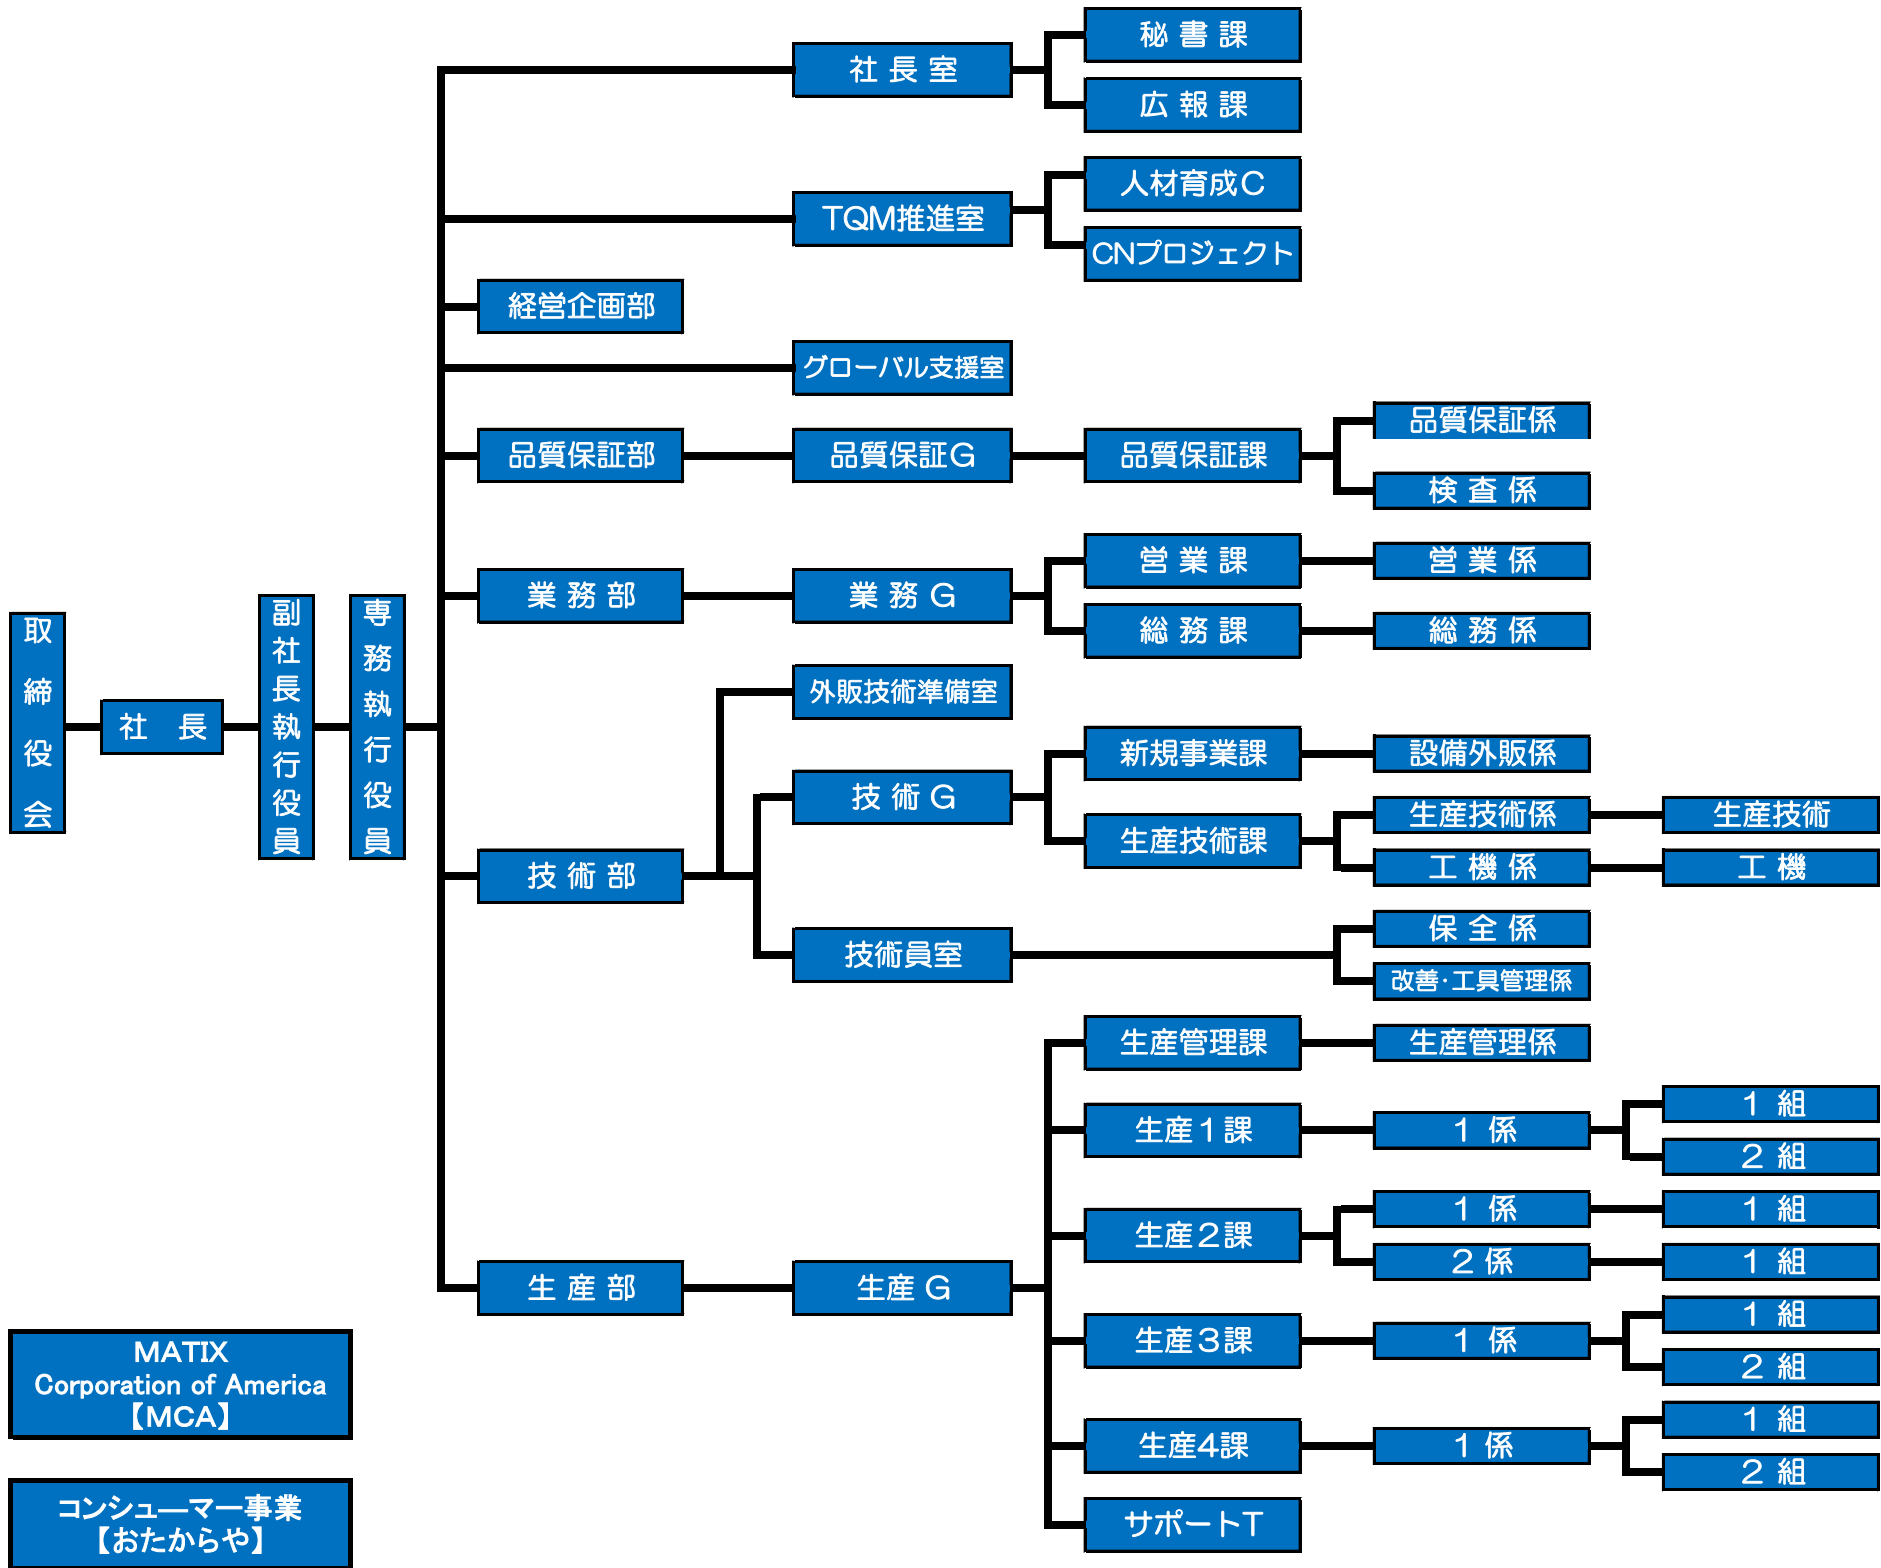 取締役会
社　長
副社長執行役員
専務執行役員
社 長 室
秘 書 課
広 報 課
TQM推進室
人材育成C
CNプロジェクト
経営企画部
グローバル支援室
品質保証部
品質保証G
品質保証課
品質保証係
検 査 係
業 務 部
業 務 G
営 業 課
営 業 係
総 務 課
総 務 係
技 術 部
外販技術準備室
技 術 G
新規事業課
設備外販係
生産技術課
生産技術係
生産技術
工 機 係
工 機
技術員室
保 全 係
改善・工具管理係
生 産 部
生産 G
生産管理課
生産管理係
生産1課
1 係
1 組
2 組
生産2課
1 係
1 組
2 係
1 組
生産3課
1 係
1 組
2 組
生産4課
1 係
1 組
2 組
サポートT
MATIX
Corporation of America
【MCA】
コンシュ―マー事業
【おたからや】